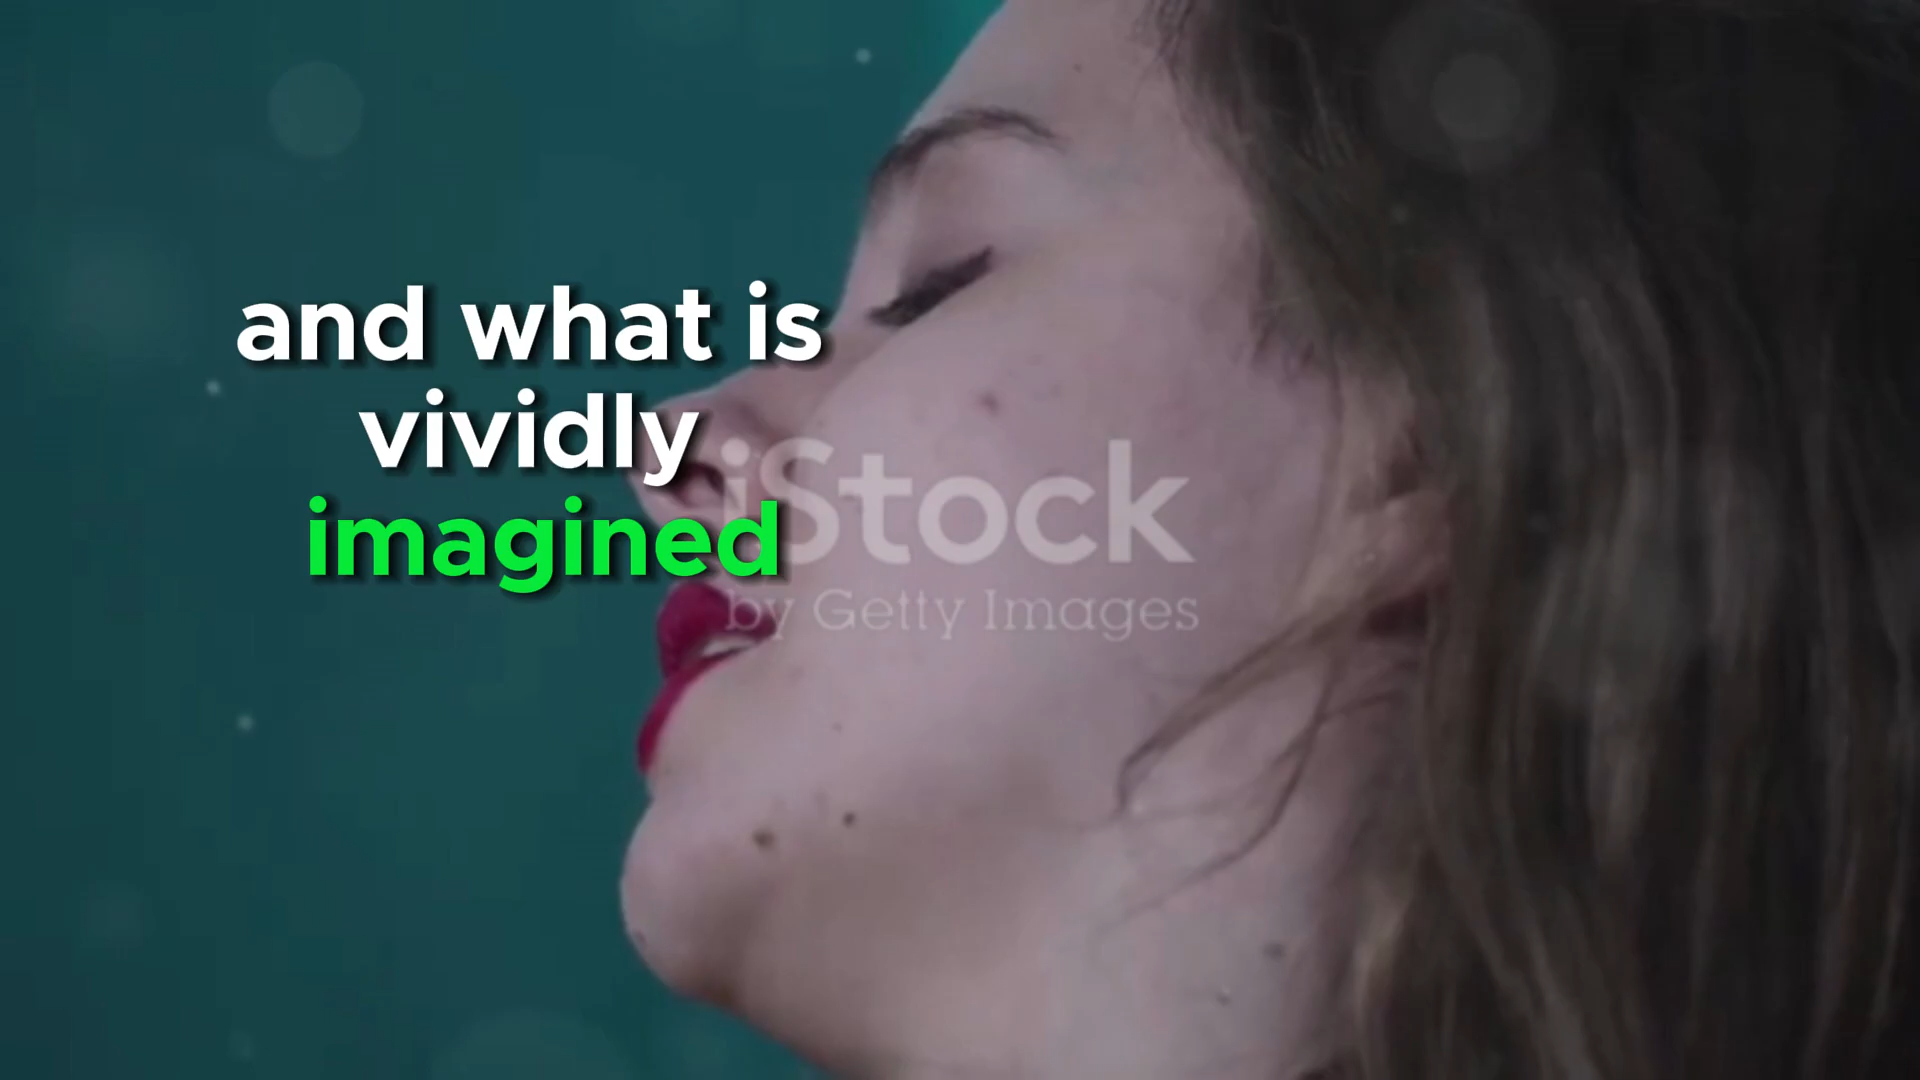 and what is
vividly
imagined
iStock
by Getty Images